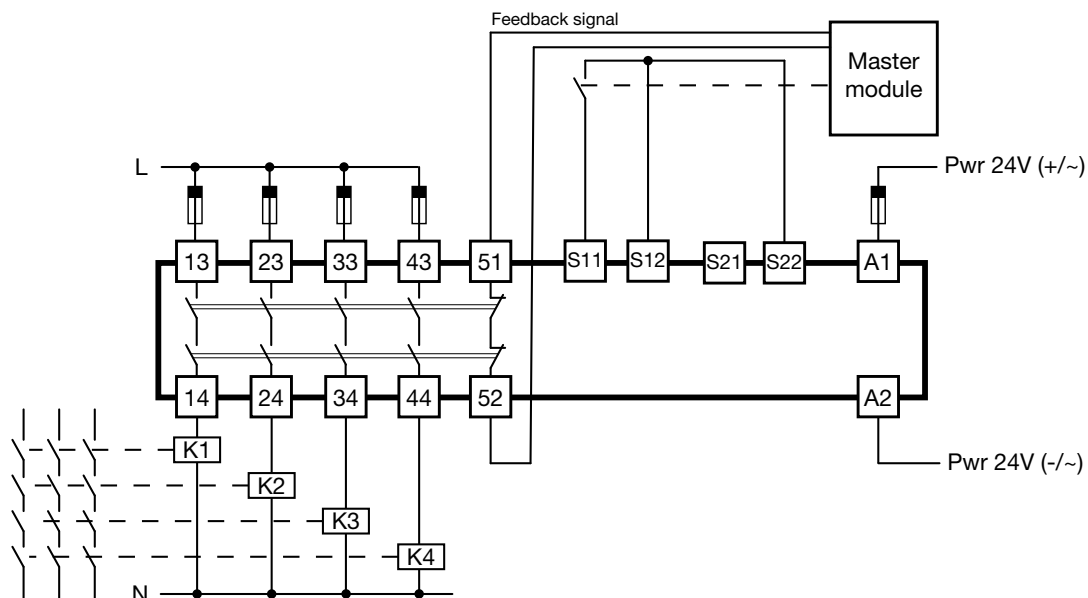 Feedback signal
Master
module
L
Pwr 24V (+/~)
13 23 33 43 51 S11 S12 S21 S22 A1
14 24 34 44 52 A2
K1
K2
K3
K4
Pwr 24V (-/~)
N